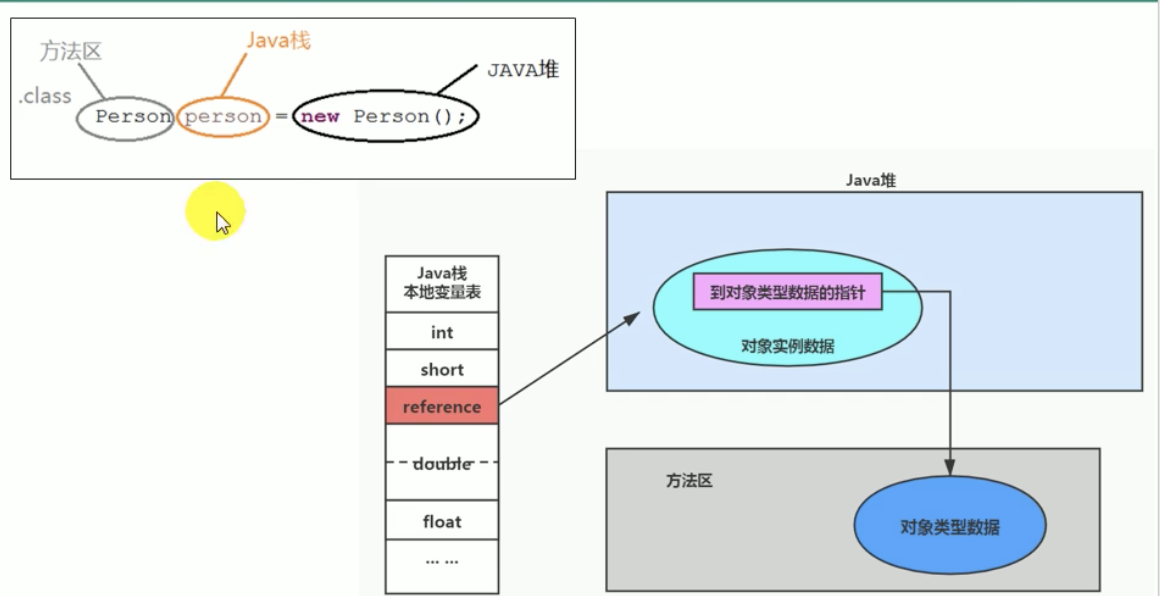 方法区
Java栈
JAVA堆
.class
Person person = new Person();
Java堆
Java栈
本地变量表
到对象类型数据的指针
对象实例数据
int
short
reference
double
float
... ...
方法区
对象类型数据